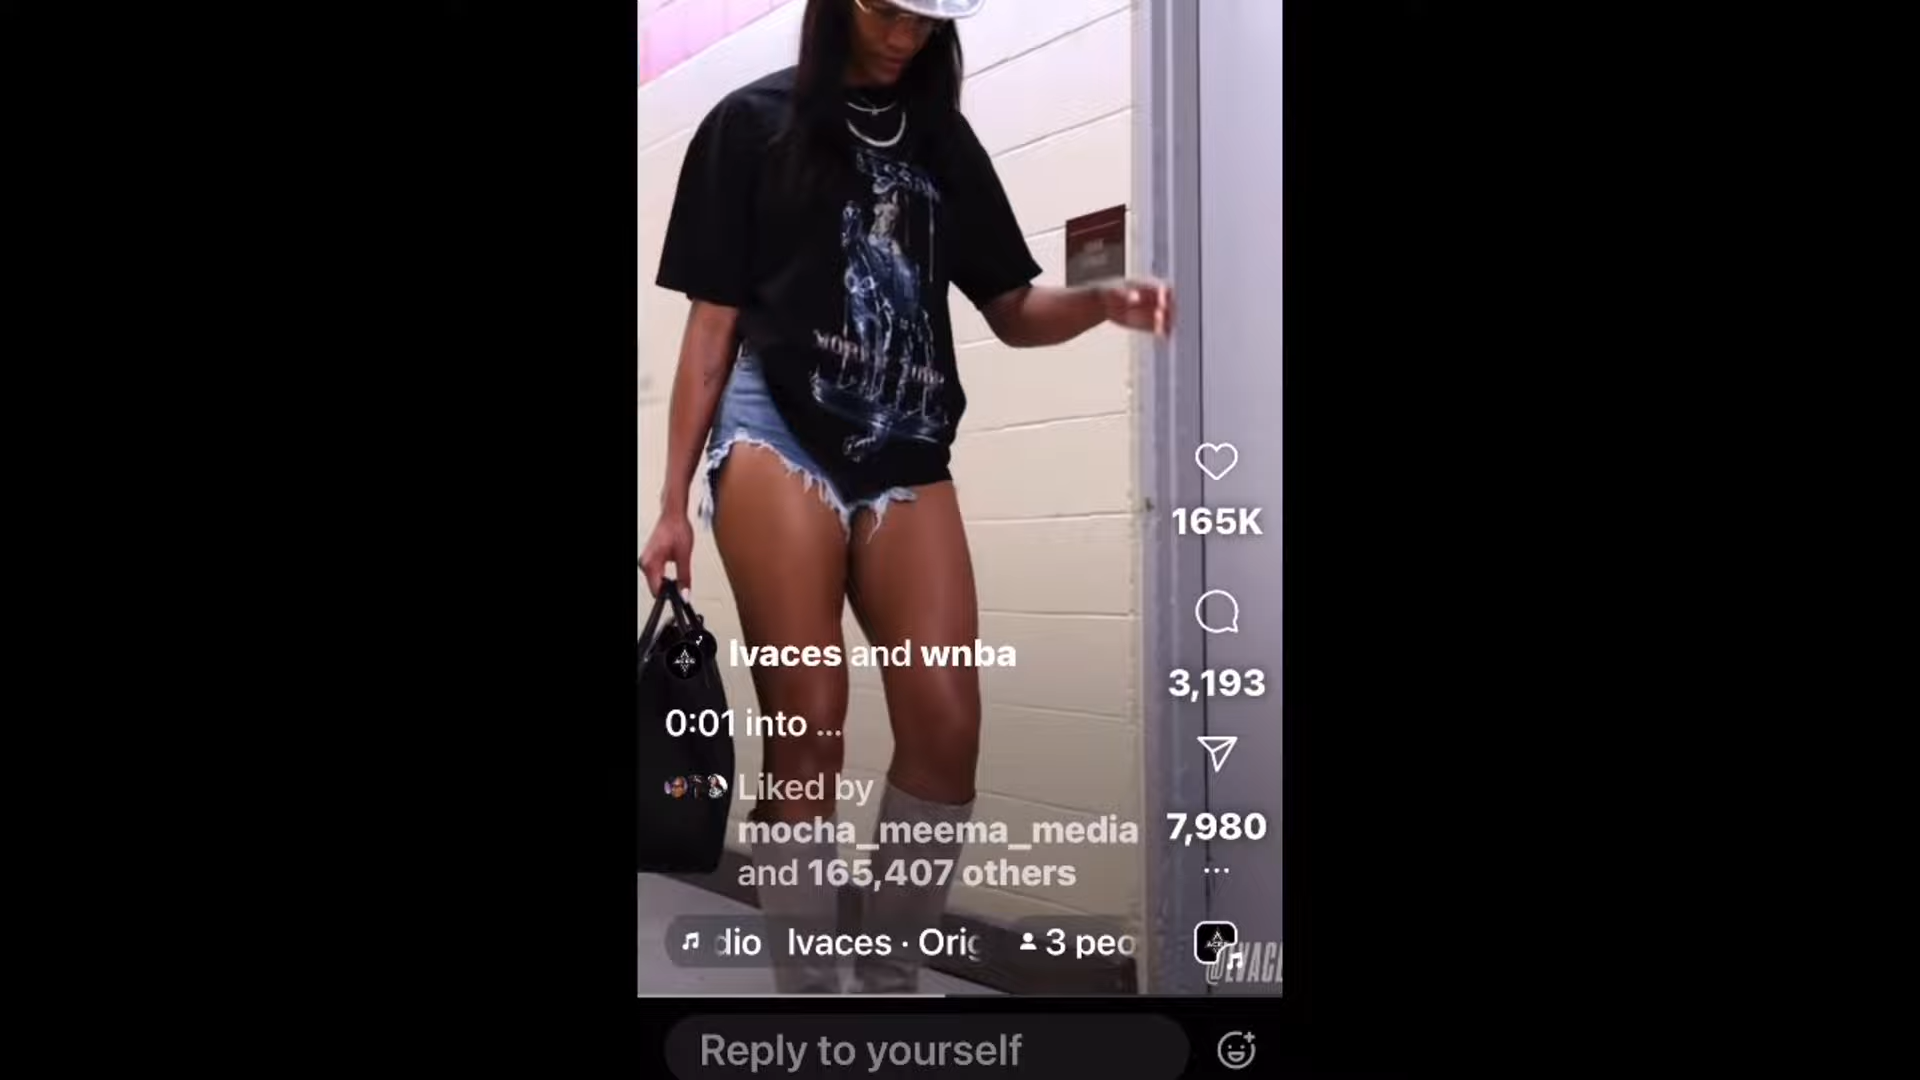 165K
3,193
lvaces and wnba
0:01 into ...
Liked by
mocha_meema_media
and 165,407 others
7,980
dio lvaces · Orig
3 peo
Reply to yourself